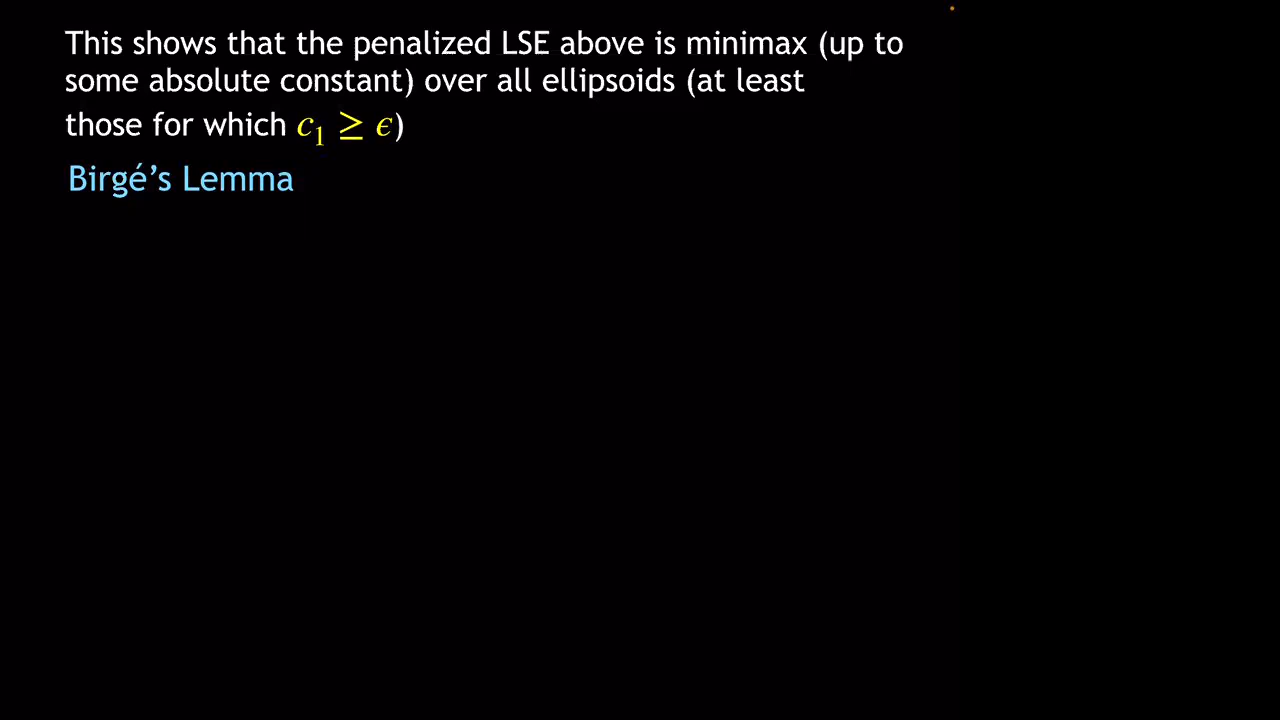 This shows that the penalized LSE above is minimax (up to
some absolute constant) over all ellipsoids (at least
those for which c₁ ≥ ϵ)
Birgé’s Lemma